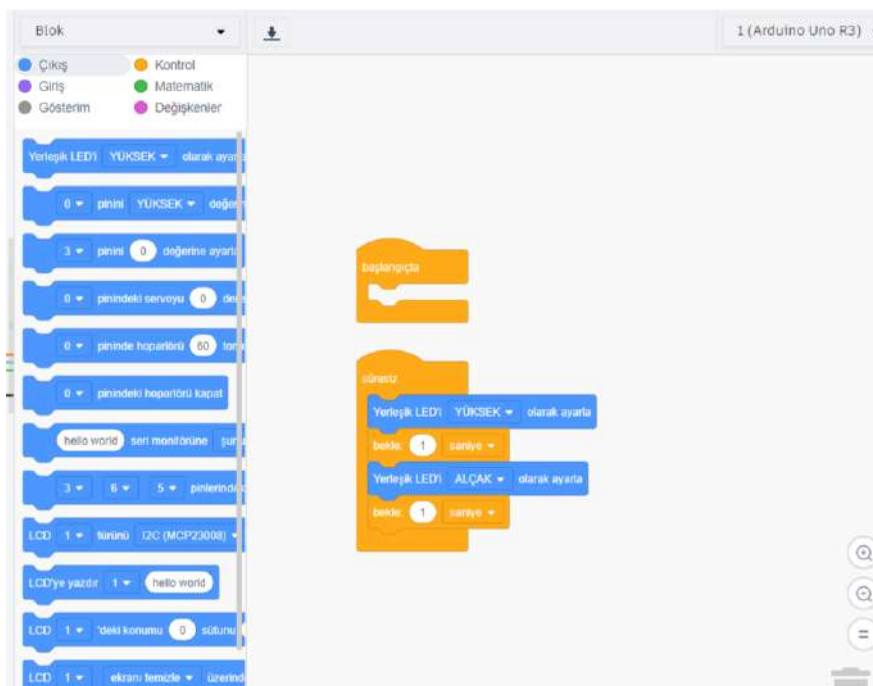 Blok
1 (Arduino Uno R3)
Çıkış
Kontrol
Giriş
Matematik
Gösterim
Değişkenler
Yerleşik LED'i YÜKSEK olarak ayarla
0 pinini YÜKSEK
3 pinini 0 değerine ayarla
0 pinindeki servoyu 0
0 pininde hoparlörü 60
0 pinindeki hoparlörü kapat
hello world seri monitörüne
3 6 5
LCD 1 türünü I2C (MCP23008)
LCD'ye yazdır 1 hello world
LCD 1 'deki konumu 0 sütunu
LCD 1 ekranı temizle
başlangıçta
süresiz
Yerleşik LED'i YÜKSEK olarak ayarla
bekle: 1 saniye
Yerleşik LED'i ALÇAK olarak ayarla
bekle: 1 saniye